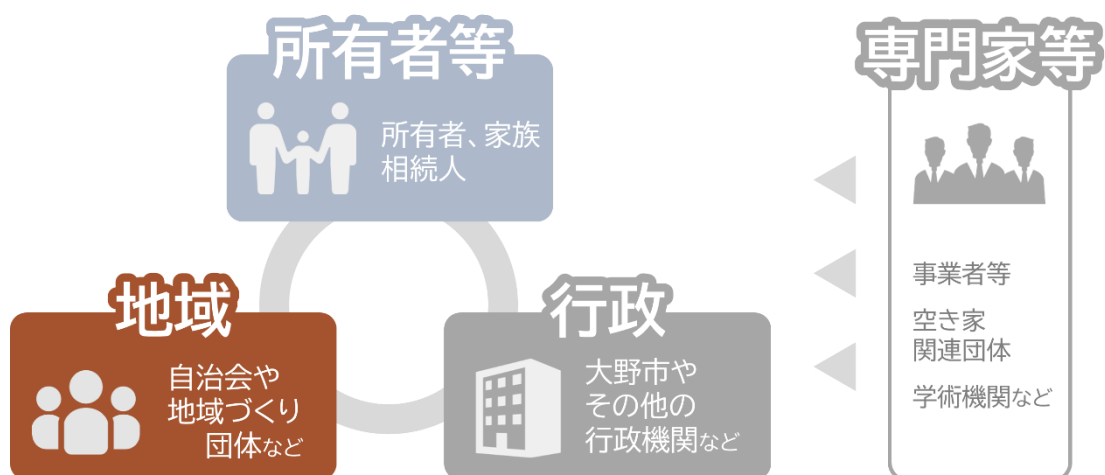 所有者等
所有者、家族
相続人
地域
自治会や
地域づくり
団体など
行政
大野市や
その他の
行政機関など
専門家等
事業者等
空き家
関連団体
学術機関など